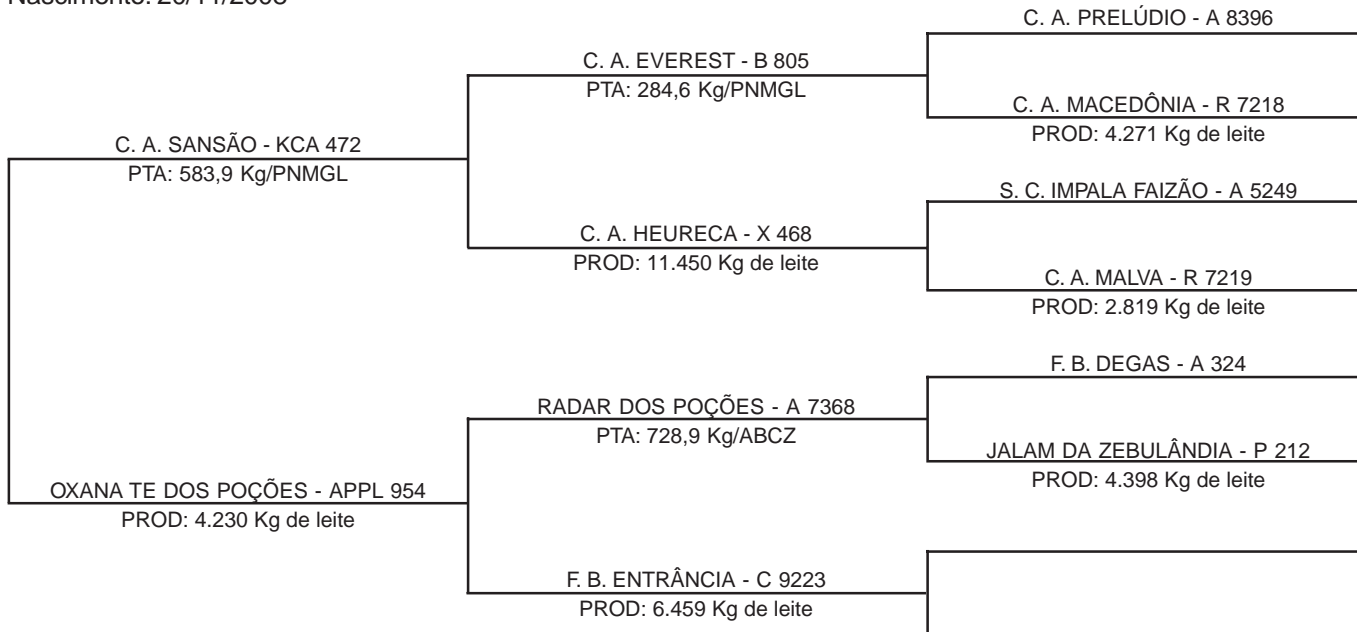 Nascimento:
C. A. PRELÚDIO - A 8396
C. A. EVEREST - B 805
PTA: 284,6 Kg/PNMGL
C. A. MACEDÔNIA - R 7218
PROD: 4.271 Kg de leite
C. A. SANSÃO - KCA 472
PTA: 583,9 Kg/PNMGL
S. C. IMPALA FAIZÃO - A 5249
C. A. HEURECA - X 468
PROD: 11.450 Kg de leite
C. A. MALVA - R 7219
PROD: 2.819 Kg de leite
F. B. DEGAS - A 324
RADAR DOS POÇÕES - A 7368
PTA: 728,9 Kg/ABCZ
JALAM DA ZEBULÂNDIA - P 212
PROD: 4.398 Kg de leite
OXANA TE DOS POÇÕES - APPL 954
PROD: 4.230 Kg de leite
F. B. ENTRÂNCIA - C 9223
PROD: 6.459 Kg de leite